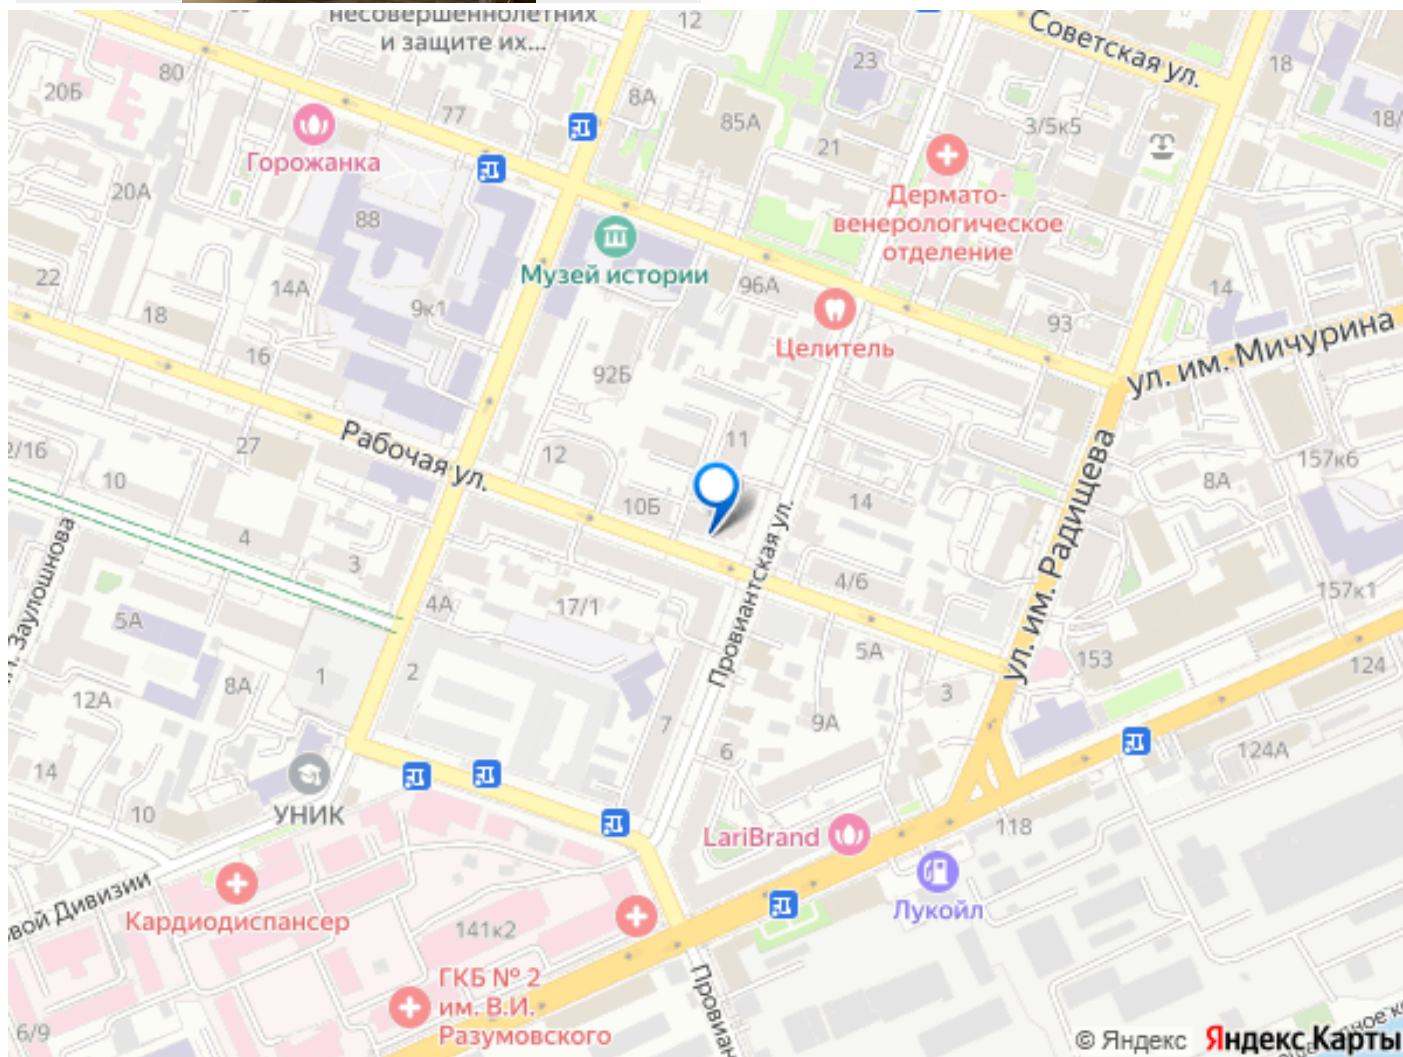 несовершеннолетних
и защите их...
12
Советская ул.
23
18
80
20Б
8А
77
85А
3/5к5
18/
21
Горожанка
20А
Дермато-
венерологическое
отделение
88
Музей истории
22
14А
96А
14
9к1
18
93
Целитель
ул. им. Мичурина
16
92Б
Рабочая ул.
11
27
2/16
12
157к6
10
8А
14
10Б
ул. им. Радищева
Провиантская ул.
4
3
4/6
157к1
4А
17/1
Заулошнова
5А
5А
153
124
2
1
8А
3
12А
9А
7
6
124А
14
УНИК
10
118
LariBrand
вой Дивизии
Лукойл
Кардиодиспансер
141к2
ГКБ № 2
им. В.И.
Разумовского
Провиан
6/9
© Яндекс Яндекс Карты